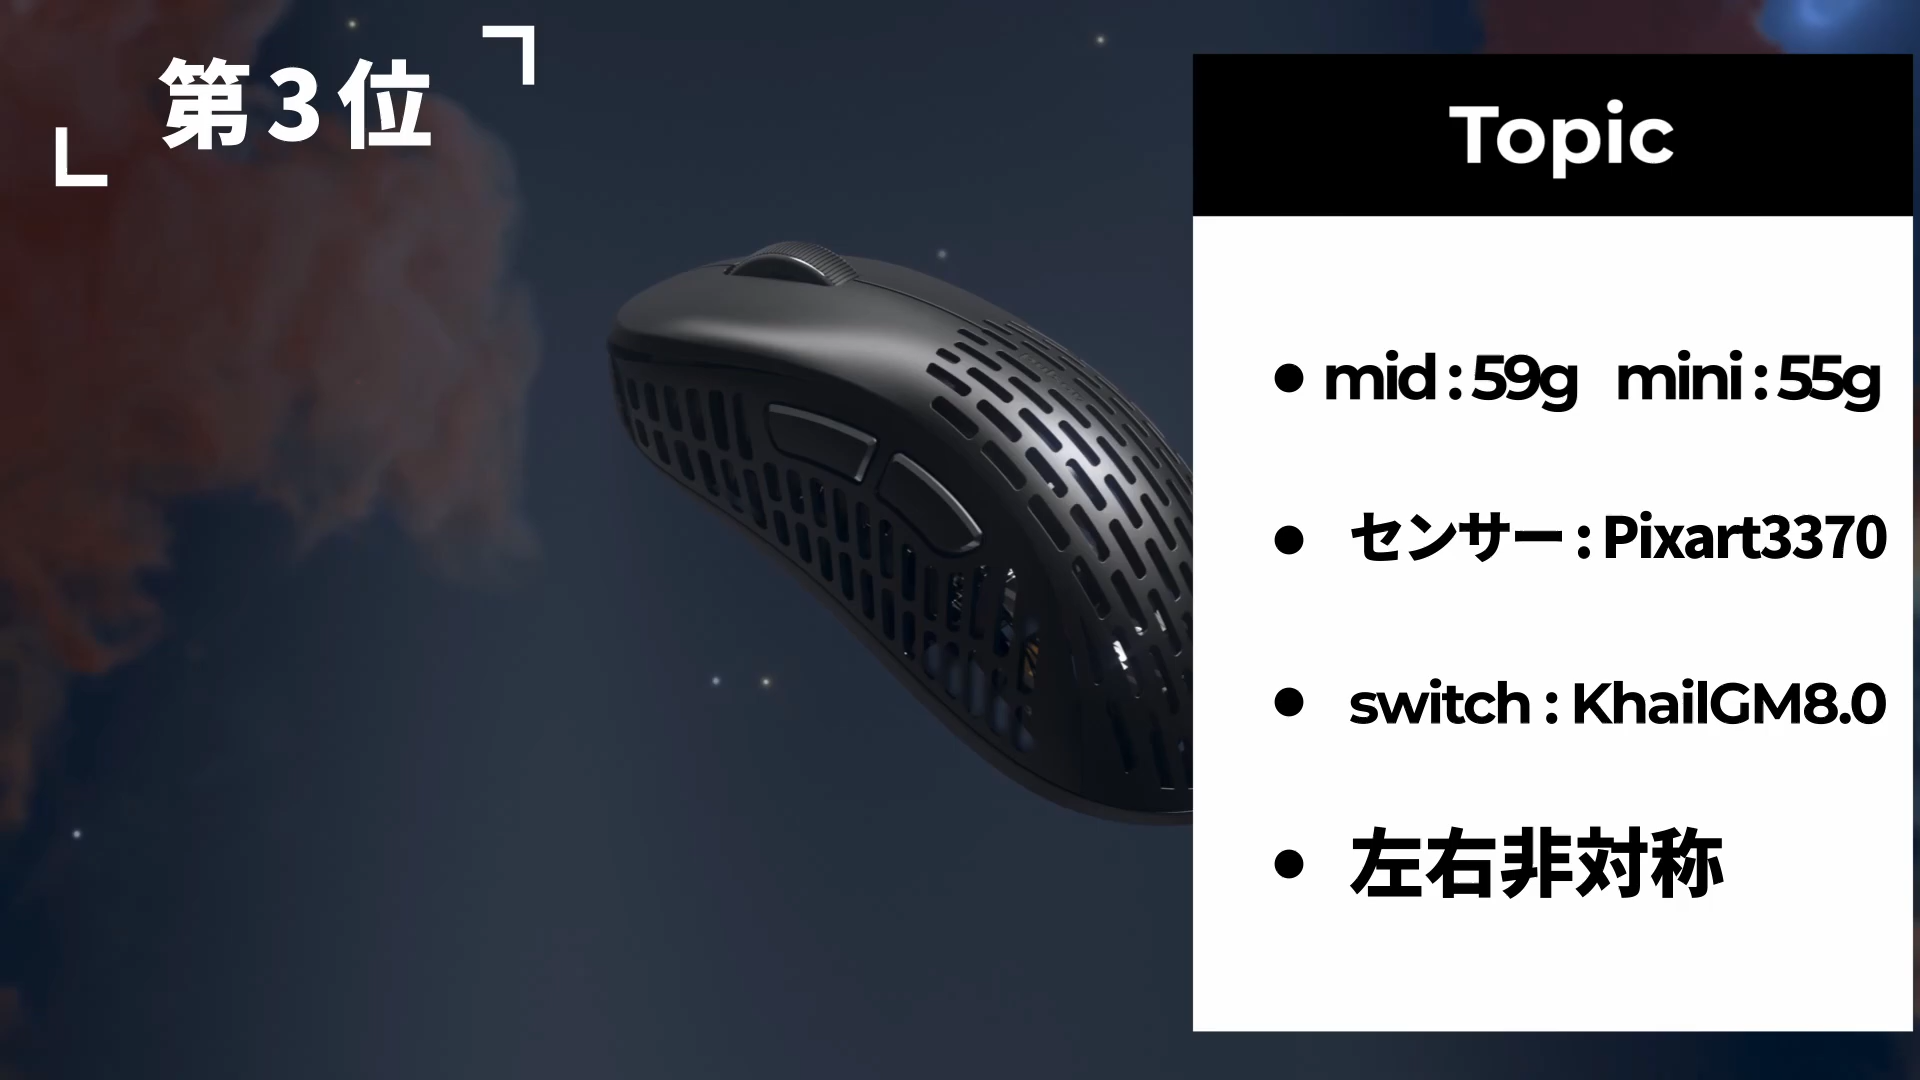 第3位
Topic
• mid : 59g mini : 55g
• センサー : Pixart3370
• switch : KhailGM8.0
• 左右非対称